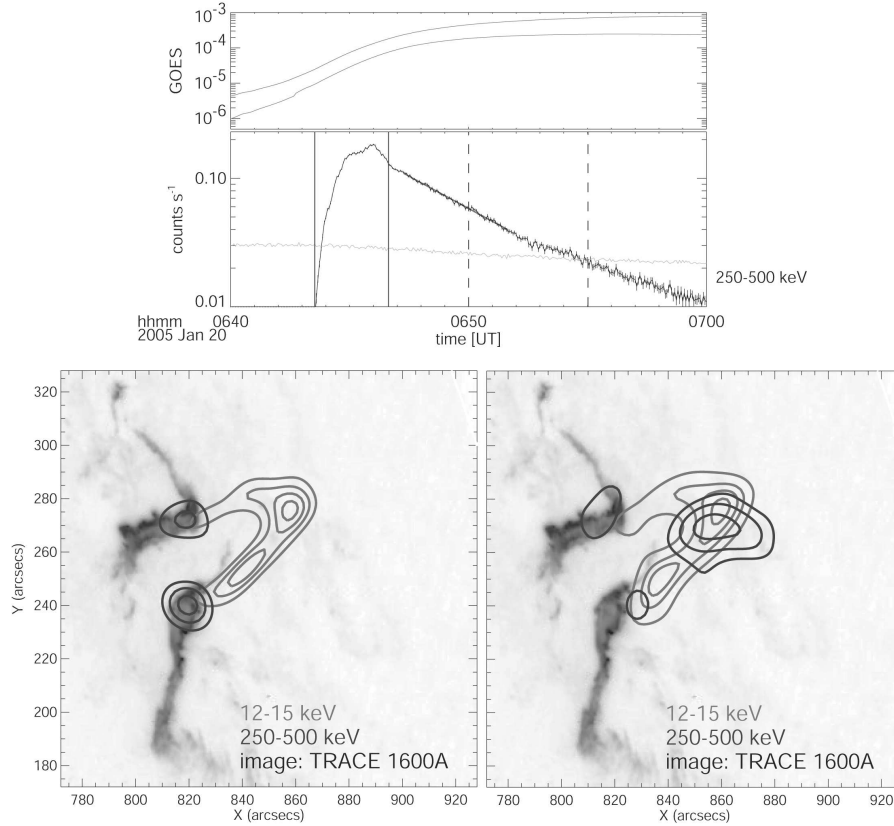 10⁻³
10⁻⁴
10⁻⁵
10⁻⁶
GOES
0.10
0.01
counts s⁻¹
250-500 keV
hhmm
2005 Jan 20
0640
0650
0700
time [UT]
320
300
280
260
240
220
200
180
Y (arcsecs)
12-15 keV
250-500 keV
image: TRACE 1600A
780 800 820 840 860 880 900
X (arcsecs)
12-15 keV
250-500 keV
image: TRACE 1600A
780 800 820 840 860 880 900 920
X (arcsecs)